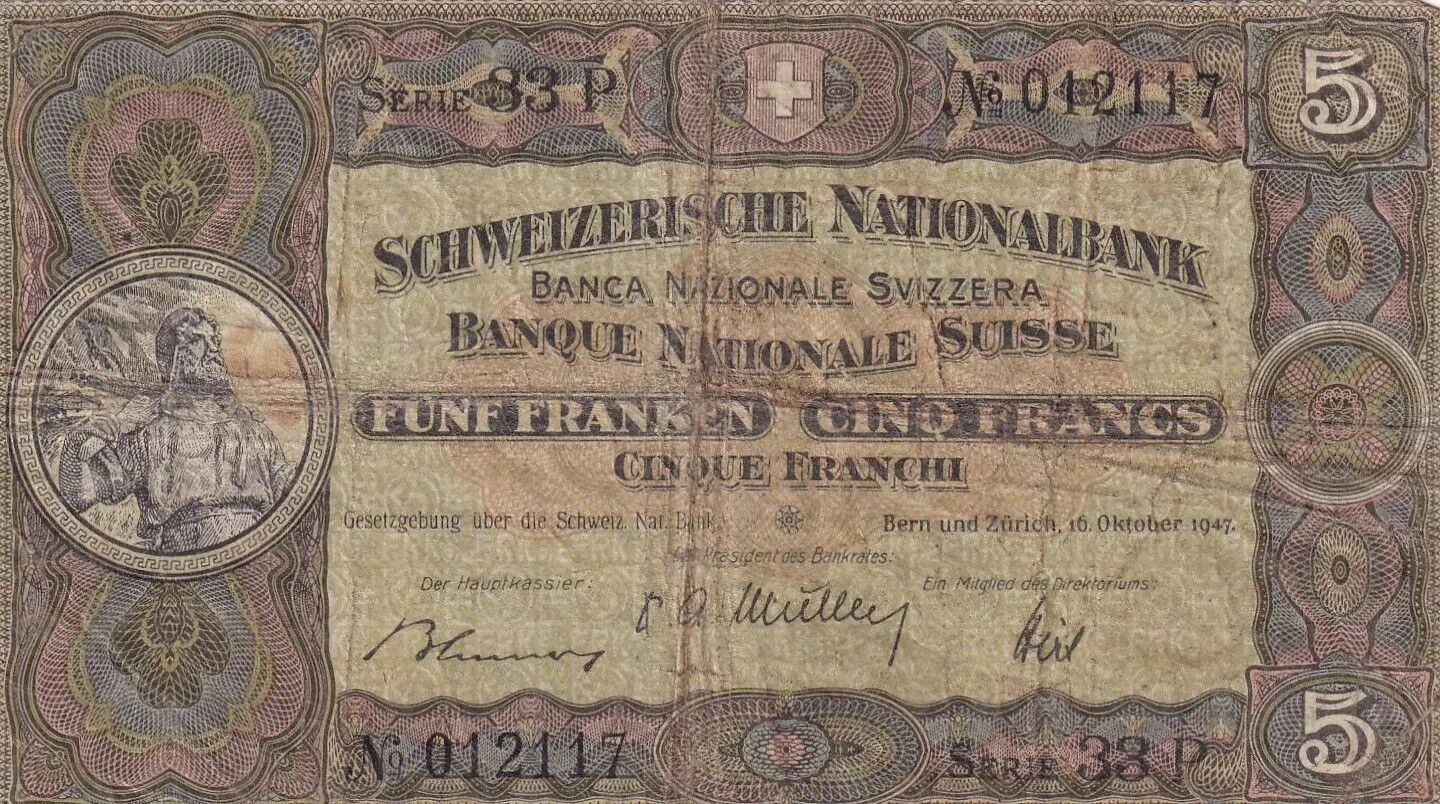 SERIE 33 P
No 012117
5
SCHWEIZERISCHE NATIONALBANK
BANCA NAZIONALE SVIZZERA
BANQUE NATIONALE SUISSE
FÜNF FRANKEN CINQ FRANCS
CINQUE FRANCHI
Gesetzgebung über die Schweiz. Nat. Bank.
Bern und Zürich, 16. Oktober 1947.
Der Präsident des Bankrates:
Der Hauptkassier:
Ein Mitglied des Direktoriums:
Müller
No 012117
SERIE 33 P
5